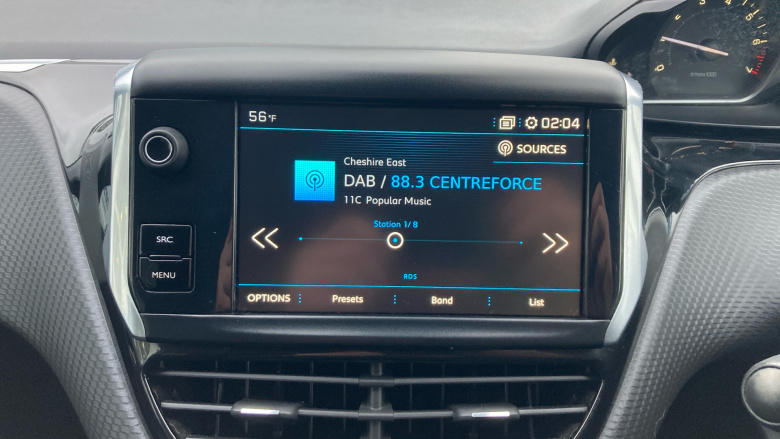 56°F
02:04
SOURCES
Cheshire East
DAB / 88.3 CENTREFORCE
11C Popular Music
Station 1/8
RDS
OPTIONS Presets Band List
SRC
MENU